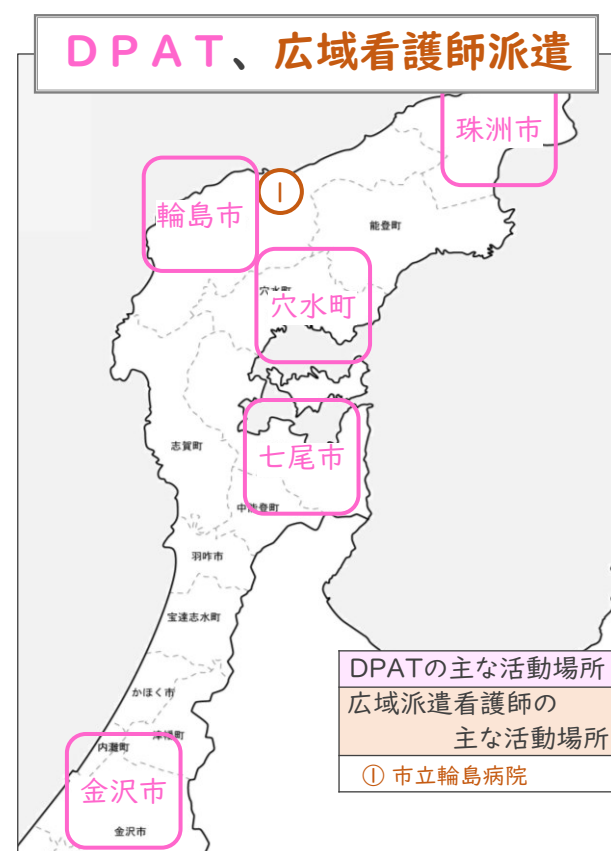 DPAT、広域看護師派遣
珠洲市
輪島市
①
能登町
穴水町
穴水町
志賀町
七尾市
中能登町
羽咋市
宝達志水町
かほく市
津幡町
内灘町
金沢市
金沢市
DPATの主な活動場所
広域派遣看護師の
主な活動場所
① 市立輪島病院